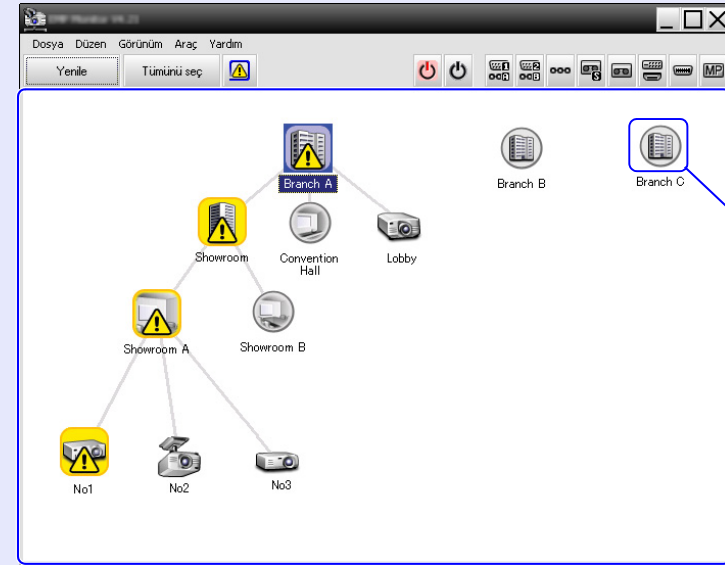 Dosya Düzen Görünüm Araç Yardım
Yenile Tümünü seç
MP
Branch A Branch B Branch C
Showroom Convention Hall Lobby
Showroom A Showroom B
No1 No2 No3